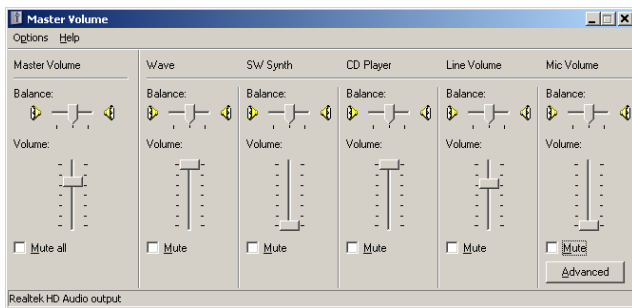 Master Volume
Options Help
Master Volume Wave SW Synth CD Player Line Volume Mic Volume
Balance: Balance: Balance: Balance: Balance: Balance:
Volume: Volume: Volume: Volume: Volume: Volume:
Mute all Mute Mute Mute Mute Mute
Advanced
Realtek HD Audio output